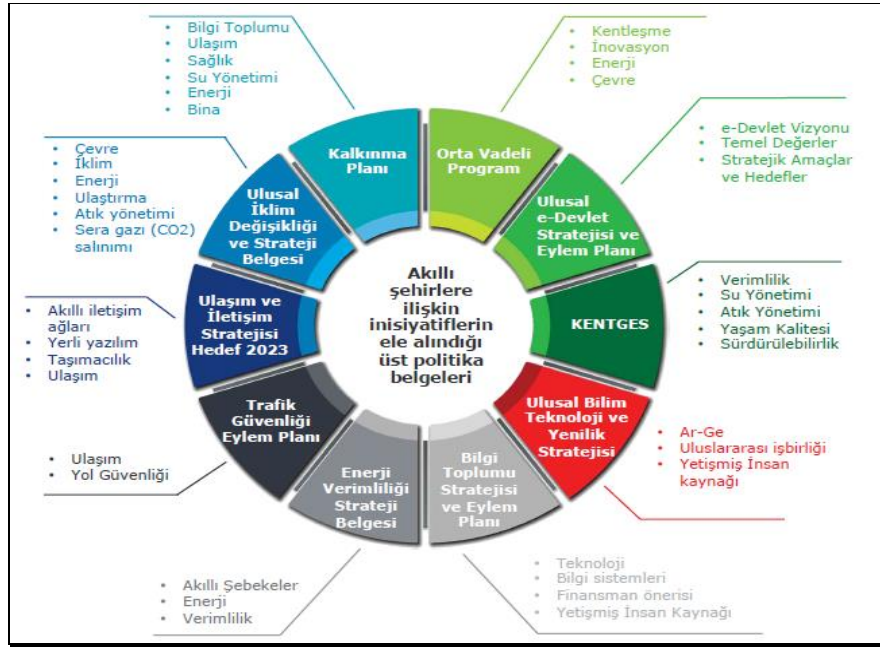 • Bilgi Toplumu
• Ulaşım
• Sağlık
• Su Yönetimi
• Enerji
• Bina
• Kentleşme
• İnovasyon
• Enerji
• Çevre
• Çevre
• İklim
• Enerji
• Ulaştırma
• Atık yönetimi
• Sera gazı (CO2)
salınımı
• e-Devlet Vizyonu
• Temel Değerler
• Stratejik Amaçlar
ve Hedefler
Kalkınma
Planı
Orta Vadeli
Program
Ulusal
İklim
Değişikliği
ve Strateji
Belgesi
Ulusal
e-Devlet
Stratejisi ve
Eylem Planı
• Akıllı iletişim
ağları
• Yerli yazılım
• Taşımacılık
• Ulaşım
Ulaşım ve
İletişim
Stratejisi
Hedef 2023
Akıllı
şehirlere
ilişkin
inisiyatiflerin
ele alındığı
üst politika
belgeleri
KENTGES
• Verimlilik
• Su Yönetimi
• Atık Yönetimi
• Yaşam Kalitesi
• Sürdürülebilirlik
Trafik
Güvenliği
Eylem Planı
Ulusal Bilim
Teknoloji ve
Yenilik
Stratejisi
• Ulaşım
• Yol Güvenliği
• Ar-Ge
• Uluslararası işbirliği
• Yetişmiş İnsan
kaynağı
Enerji
Verimliliği
Strateji
Belgesi
Bilgi
Toplumu
Stratejisi
ve Eylem
Planı
• Akıllı Şebekeler
• Enerji
• Verimlilik
• Teknoloji
• Bilgi sistemleri
• Finansman önerisi
• Yetişmiş İnsan Kaynağı